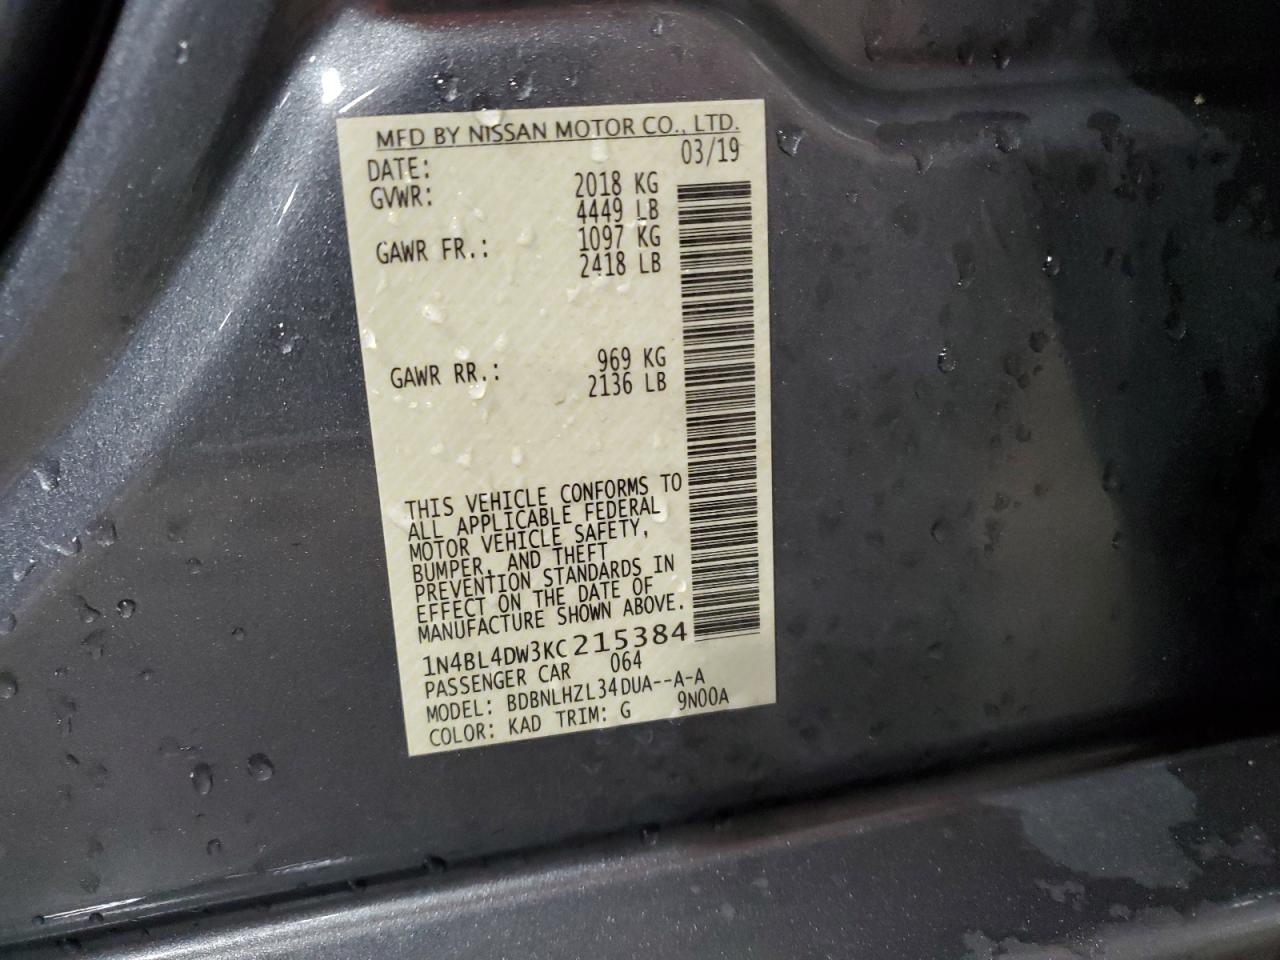 MFD BY NISSAN MOTOR CO., LTD.
DATE: 03/19
GVWR: 2018 KG
4449 LB
GAWR FR.: 1097 KG
2418 LB
GAWR RR.: 969 KG
2136 LB
THIS VEHICLE CONFORMS TO
ALL APPLICABLE FEDERAL
MOTOR VEHICLE SAFETY,
BUMPER, AND THEFT
PREVENTION STANDARDS IN
EFFECT ON THE DATE OF
MANUFACTURE SHOWN ABOVE.
1N4BL4DW3KC215384
PASSENGER CAR 064
MODEL: BDBNLHZL34DUA--A-A
COLOR: KAD TRIM: G 9N00A